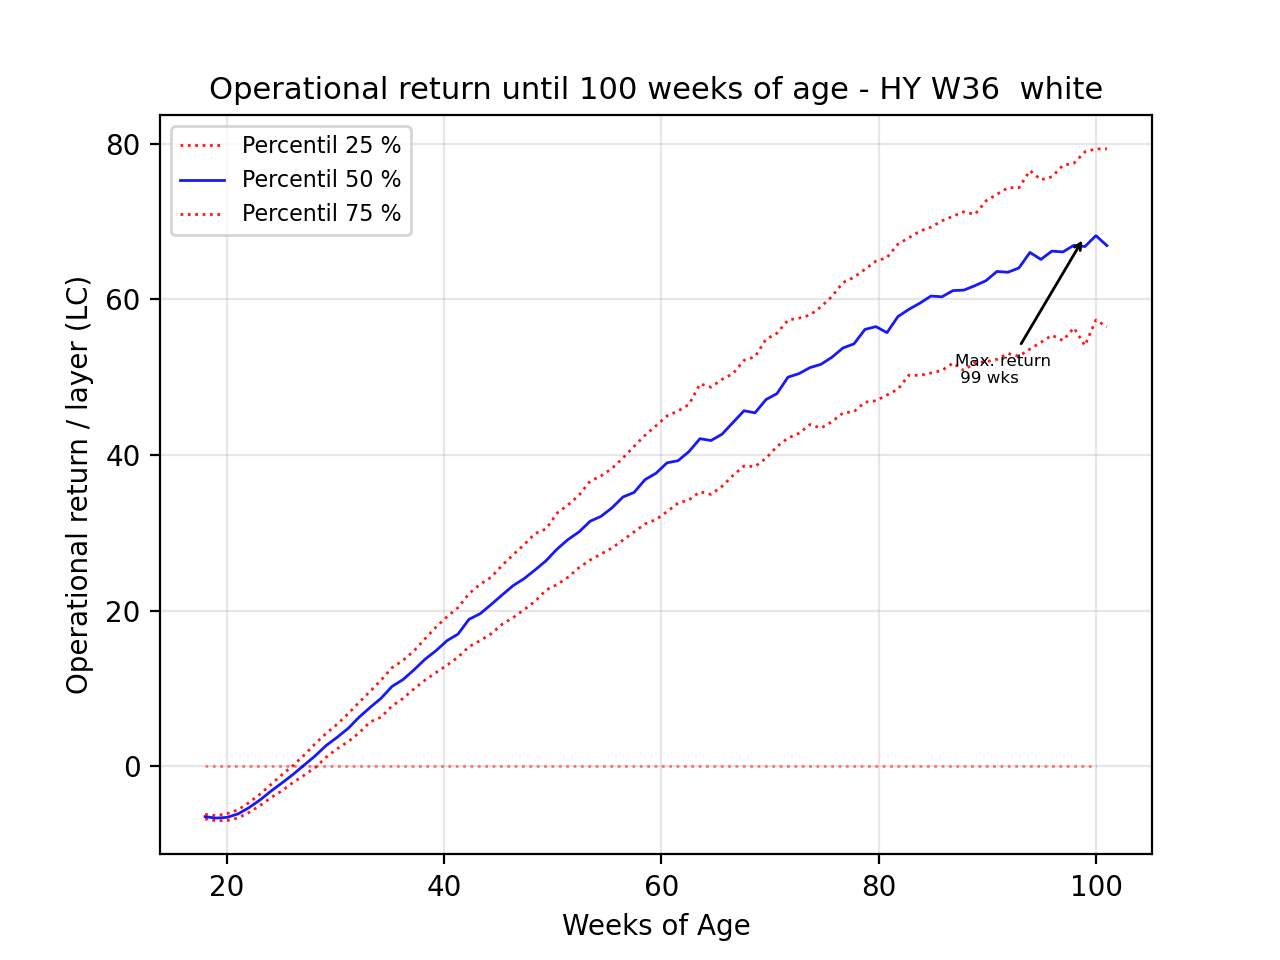 Operational return until 100 weeks of age - HY W36  white
Percentil 25 %
Percentil 50 %
Percentil 75 %
Operational return / layer (LC)
80
60
40
20
0
Max. return
99 wks
20 40 60 80 100
Weeks of Age